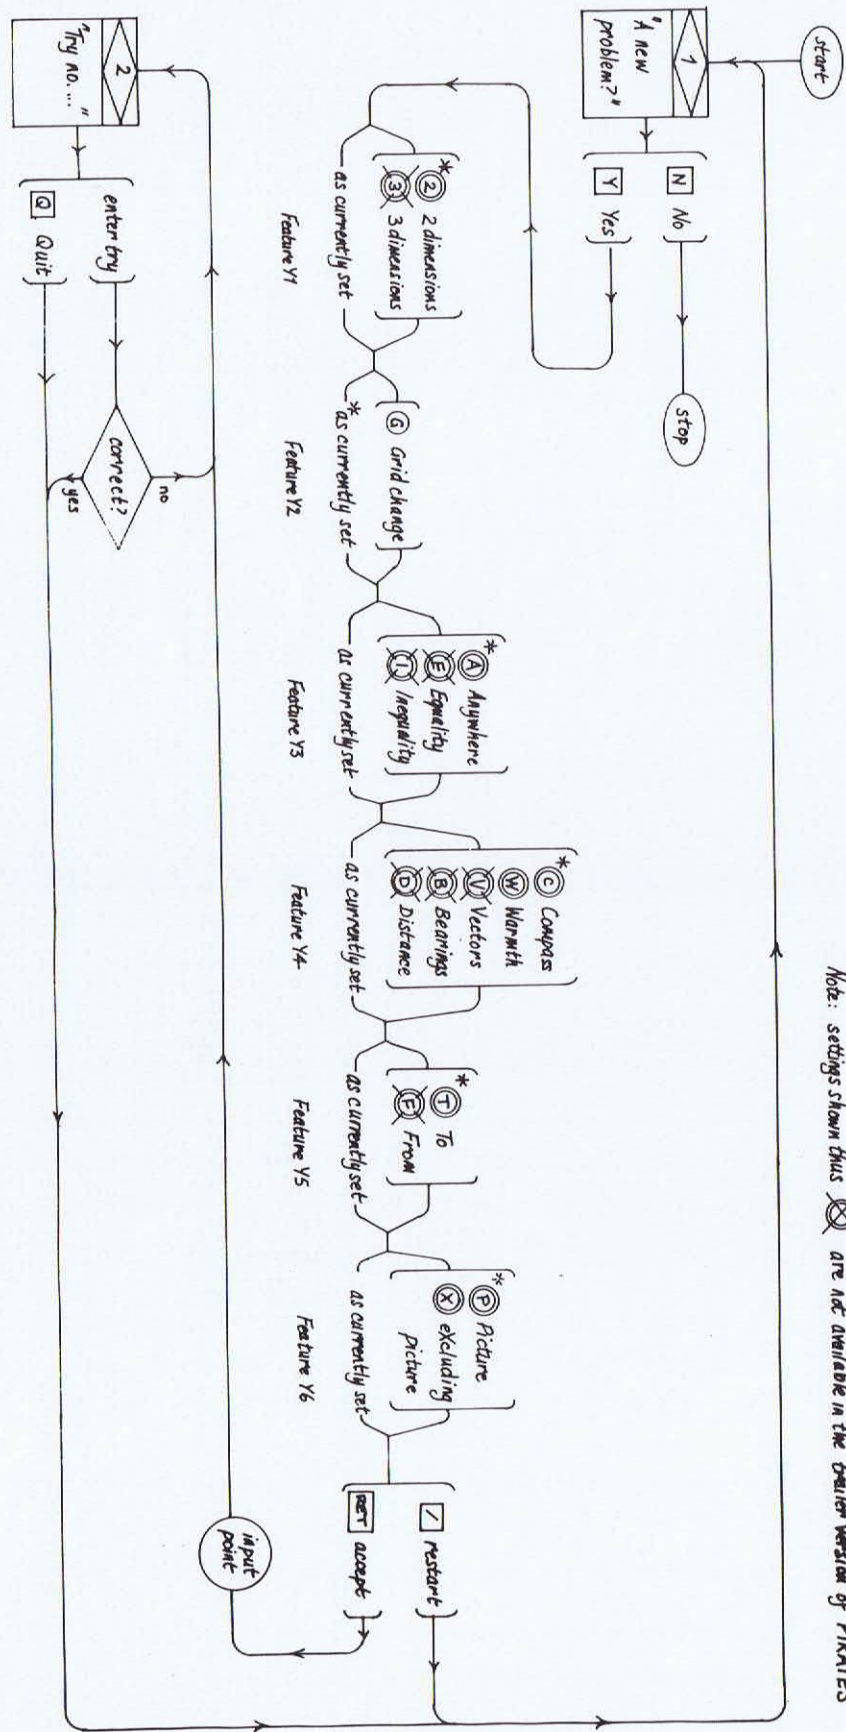 Note: settings shown thus ⊗ are not available in the trailer version of PIRATES
start
1
"A new
problem?"
N No
Y Yes
stop
* 2 2 dimensions
3 3 dimensions
as currently set
Feature Y1
G Grid change
* as currently set
Feature Y2
* A Anywhere
E Equality
I Inequality
as currently set
Feature Y3
* C Compass
W Warmth
V Vectors
B Bearings
D Distance
as currently set
Feature Y4
* T To
F From
as currently set
Feature Y5
* P Picture
X eXcluding
picture
as currently set
Feature Y6
/ restart
RET accept
input
point
2
"Try no. ... "
enter try
Q Quit
correct?
no
yes